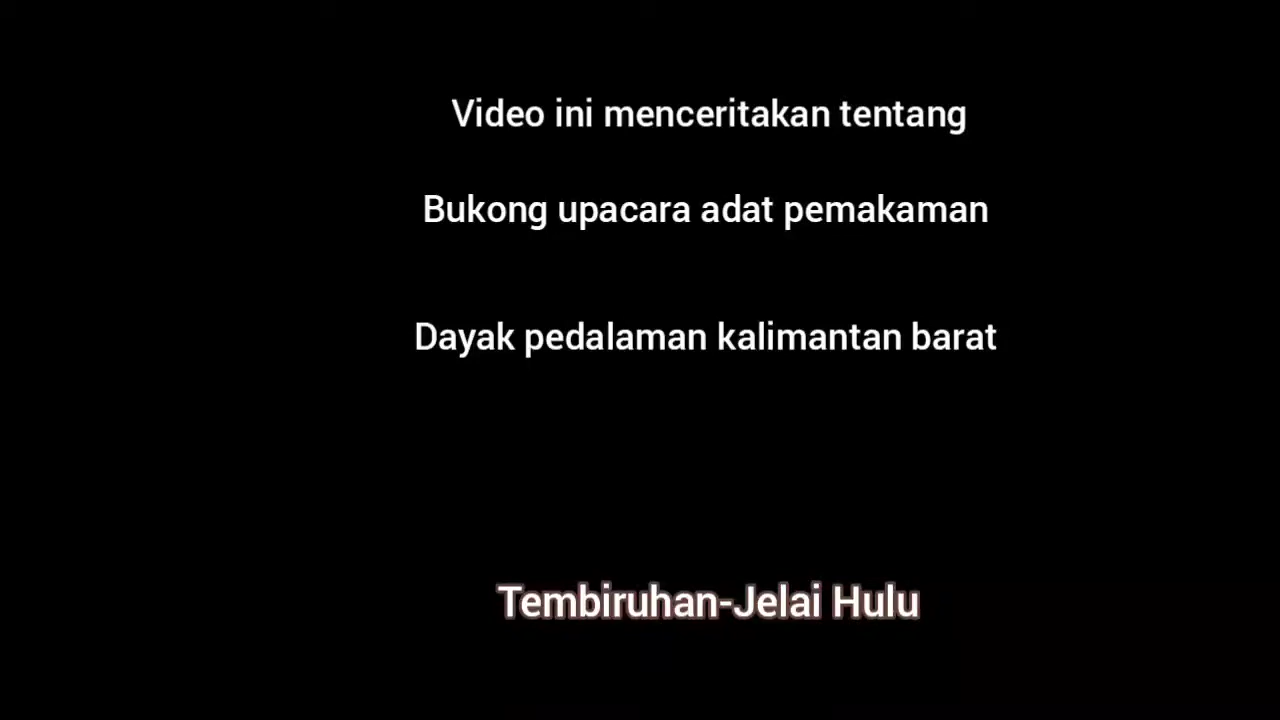 Video ini menceritakan tentang
Bukong upacara adat pemakaman
Dayak pedalaman kalimantan barat
Tembiruhan-Jelai Hulu